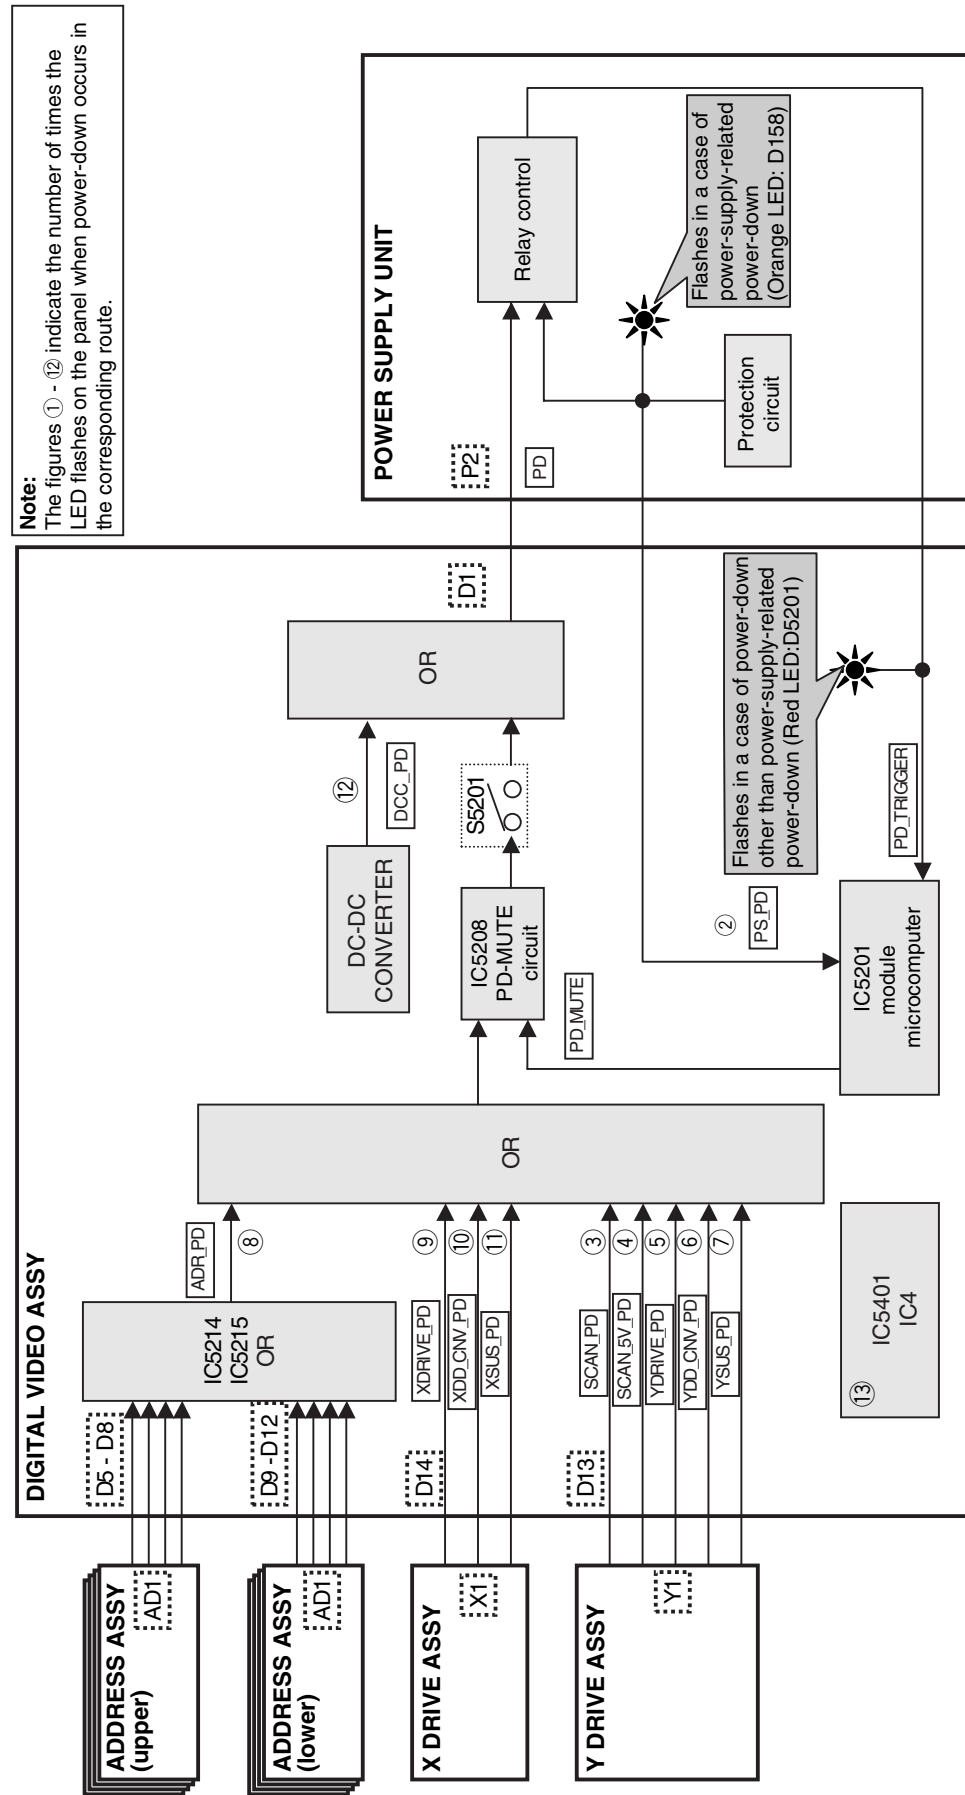 Note:
The figures ① - ⑫ indicate the number of times the
LED flashes on the panel when power-down occurs in
the corresponding route.
DIGITAL VIDEO ASSY
POWER SUPPLY UNIT
ADDRESS ASSY
(upper)
AD1
D5 - D8
ADDRESS ASSY
(lower)
AD1
D9 -D12
IC5214
IC5215
OR
ADR_PD
⑧
X DRIVE ASSY
X1
D14
XDRIVE_PD
⑨
XDD_CNV_PD
⑩
XSUS_PD
⑪
Y DRIVE ASSY
Y1
D13
SCAN_PD
③
SCAN_5V_PD
④
YDRIVE_PD
⑤
YDD_CNV_PD
⑥
YSUS_PD
⑦
OR
DC-DC
CONVERTER
⑫
DCC_PD
IC5208
PD-MUTE
circuit
PD_MUTE
S5201
OR
D1
P2
PD
Relay control
Flashes in a case of
power-supply-related
power-down
(Orange LED: D158)
Protection
circuit
②
PS_PD
Flashes in a case of power-down
other than power-supply-related
power-down (Red LED:D5201)
PD_TRIGGER
IC5201
module
microcomputer
⑬
IC5401
IC4